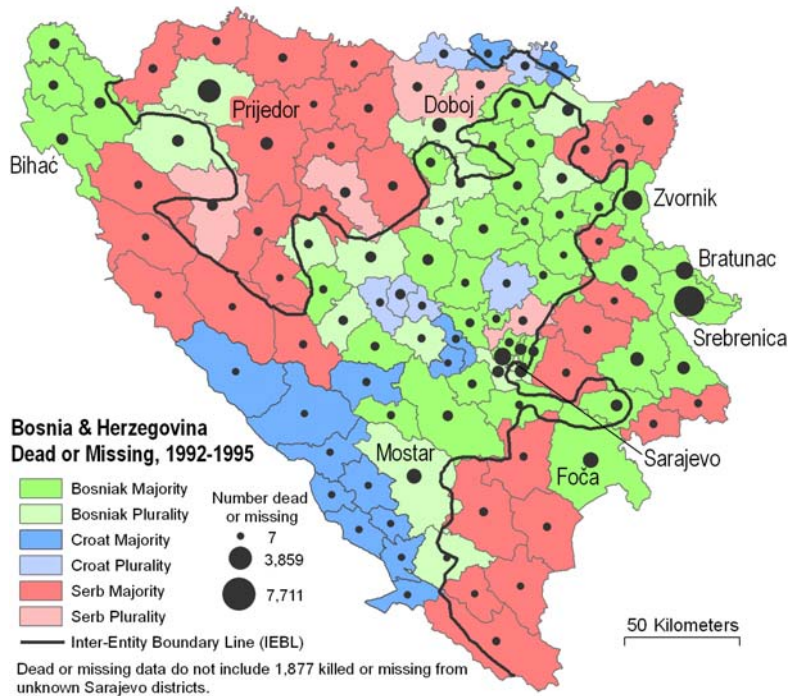 Prijedor
Doboj
Bihać
Zvornik
Bratunac
Srebrenica
Mostar
Foča
Sarajevo
Bosnia & Herzegovina
Dead or Missing, 1992-1995
Bosniak Majority
Bosniak Plurality
Croat Majority
Croat Plurality
Serb Majority
Serb Plurality
Inter-Entity Boundary Line (IEBL)
Number dead
or missing
7
3,859
7,711
50 Kilometers
Dead or missing data do not include 1,877 killed or missing from
unknown Sarajevo districts.